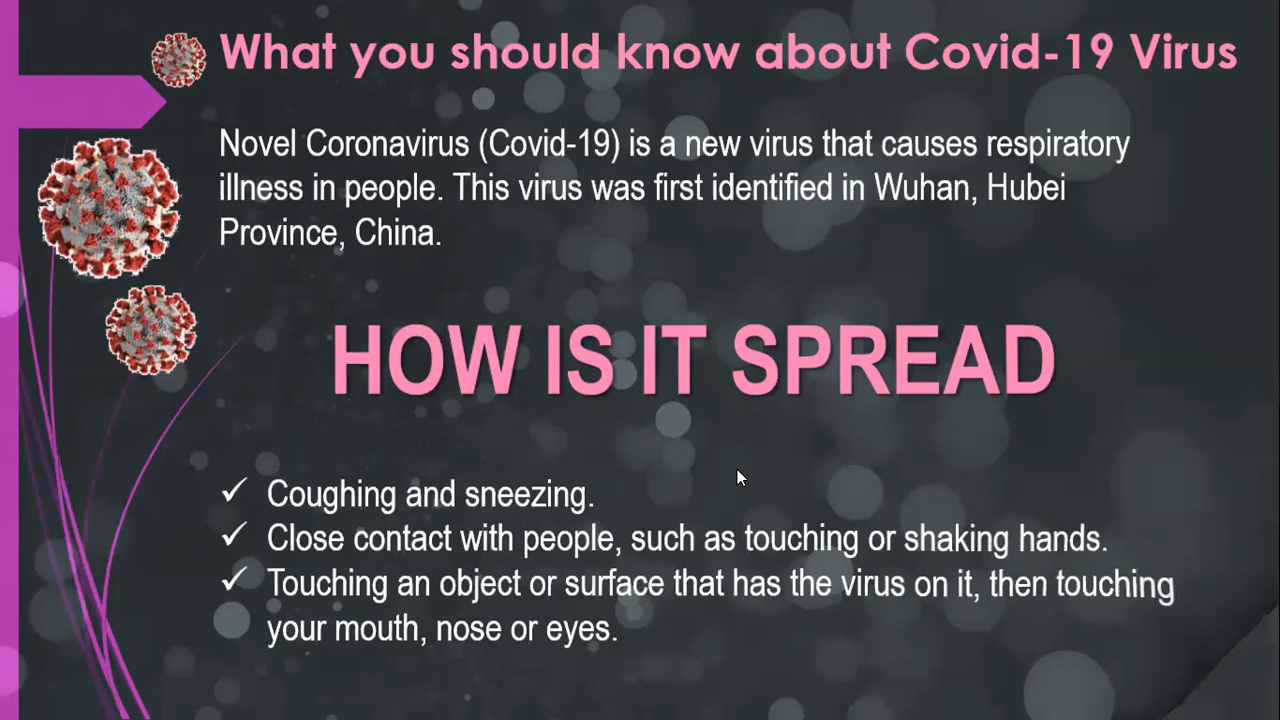 What you should know about Covid-19 Virus
Novel Coronavirus (Covid-19) is a new virus that causes respiratory
illness in people. This virus was first identified in Wuhan, Hubei
Province, China.
HOW IS IT SPREAD
✓ Coughing and sneezing.
✓ Close contact with people, such as touching or shaking hands.
✓ Touching an object or surface that has the virus on it, then touching
your mouth, nose or eyes.